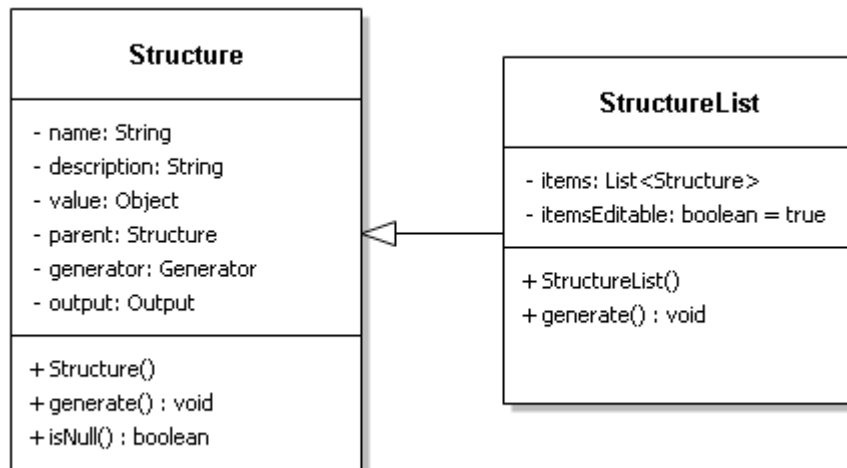 Structure
- name: String
- description: String
- value: Object
- parent: Structure
- generator: Generator
- output: Output
+ Structure()
+ generate() : void
+ isNull() : boolean
StructureList
- items: List<Structure>
- itemsEditable: boolean = true
+ StructureList()
+ generate() : void